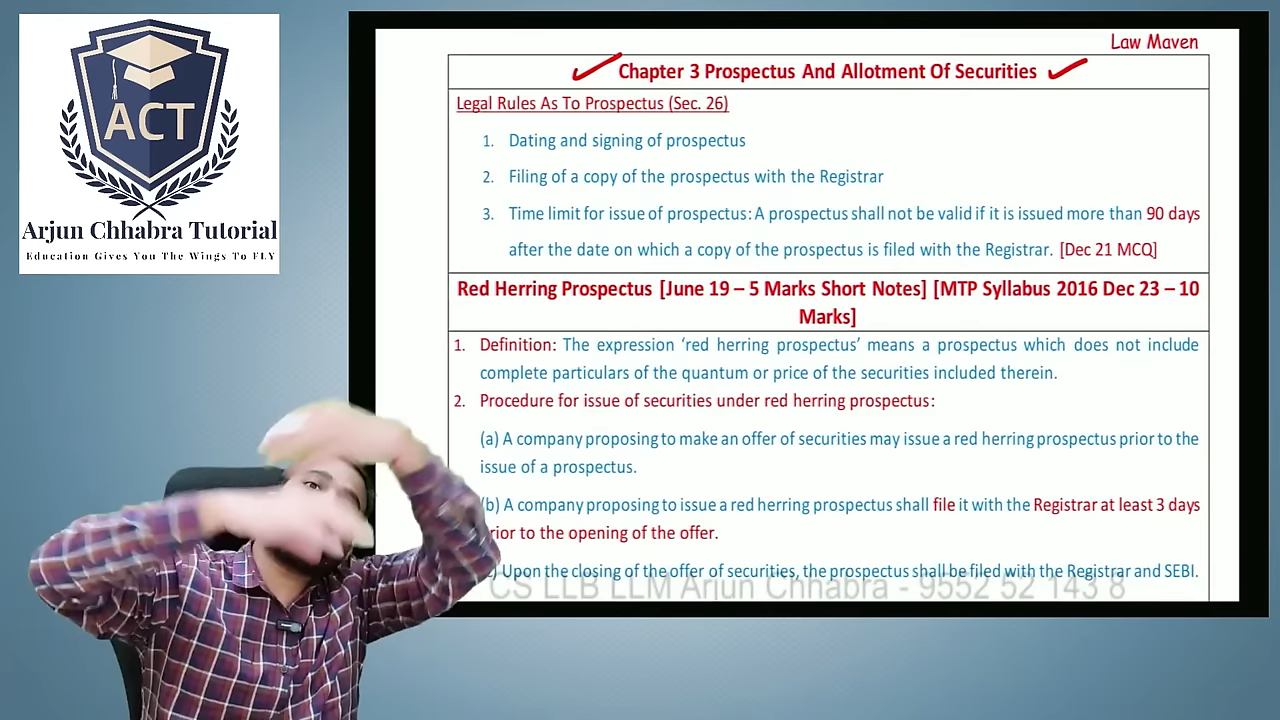 ACT
Arjun Chhabra Tutorial
Education Gives You The Wings To FLY
Law Maven
Chapter 3 Prospectus And Allotment Of Securities
Legal Rules As To Prospectus (Sec. 26)
1. Dating and signing of prospectus
2. Filing of a copy of the prospectus with the Registrar
3. Time limit for issue of prospectus: A prospectus shall not be valid if it is issued more than 90 days
after the date on which a copy of the prospectus is filed with the Registrar. [Dec 21 MCQ]
Red Herring Prospectus [June 19 – 5 Marks Short Notes] [MTP Syllabus 2016 Dec 23 – 10
Marks]
1. Definition: The expression ‘red herring prospectus’ means a prospectus which does not include
complete particulars of the quantum or price of the securities included therein.
2. Procedure for issue of securities under red herring prospectus:
(a) A company proposing to make an offer of securities may issue a red herring prospectus prior to the
issue of a prospectus.
(b) A company proposing to issue a red herring prospectus shall file it with the Registrar at least 3 days
rior to the opening of the offer.
) Upon the closing of the offer of securities, the prospectus shall be filed with the Registrar and SEBI.
CS LLB LLM Arjun Chhabra - 9552 52 143 8